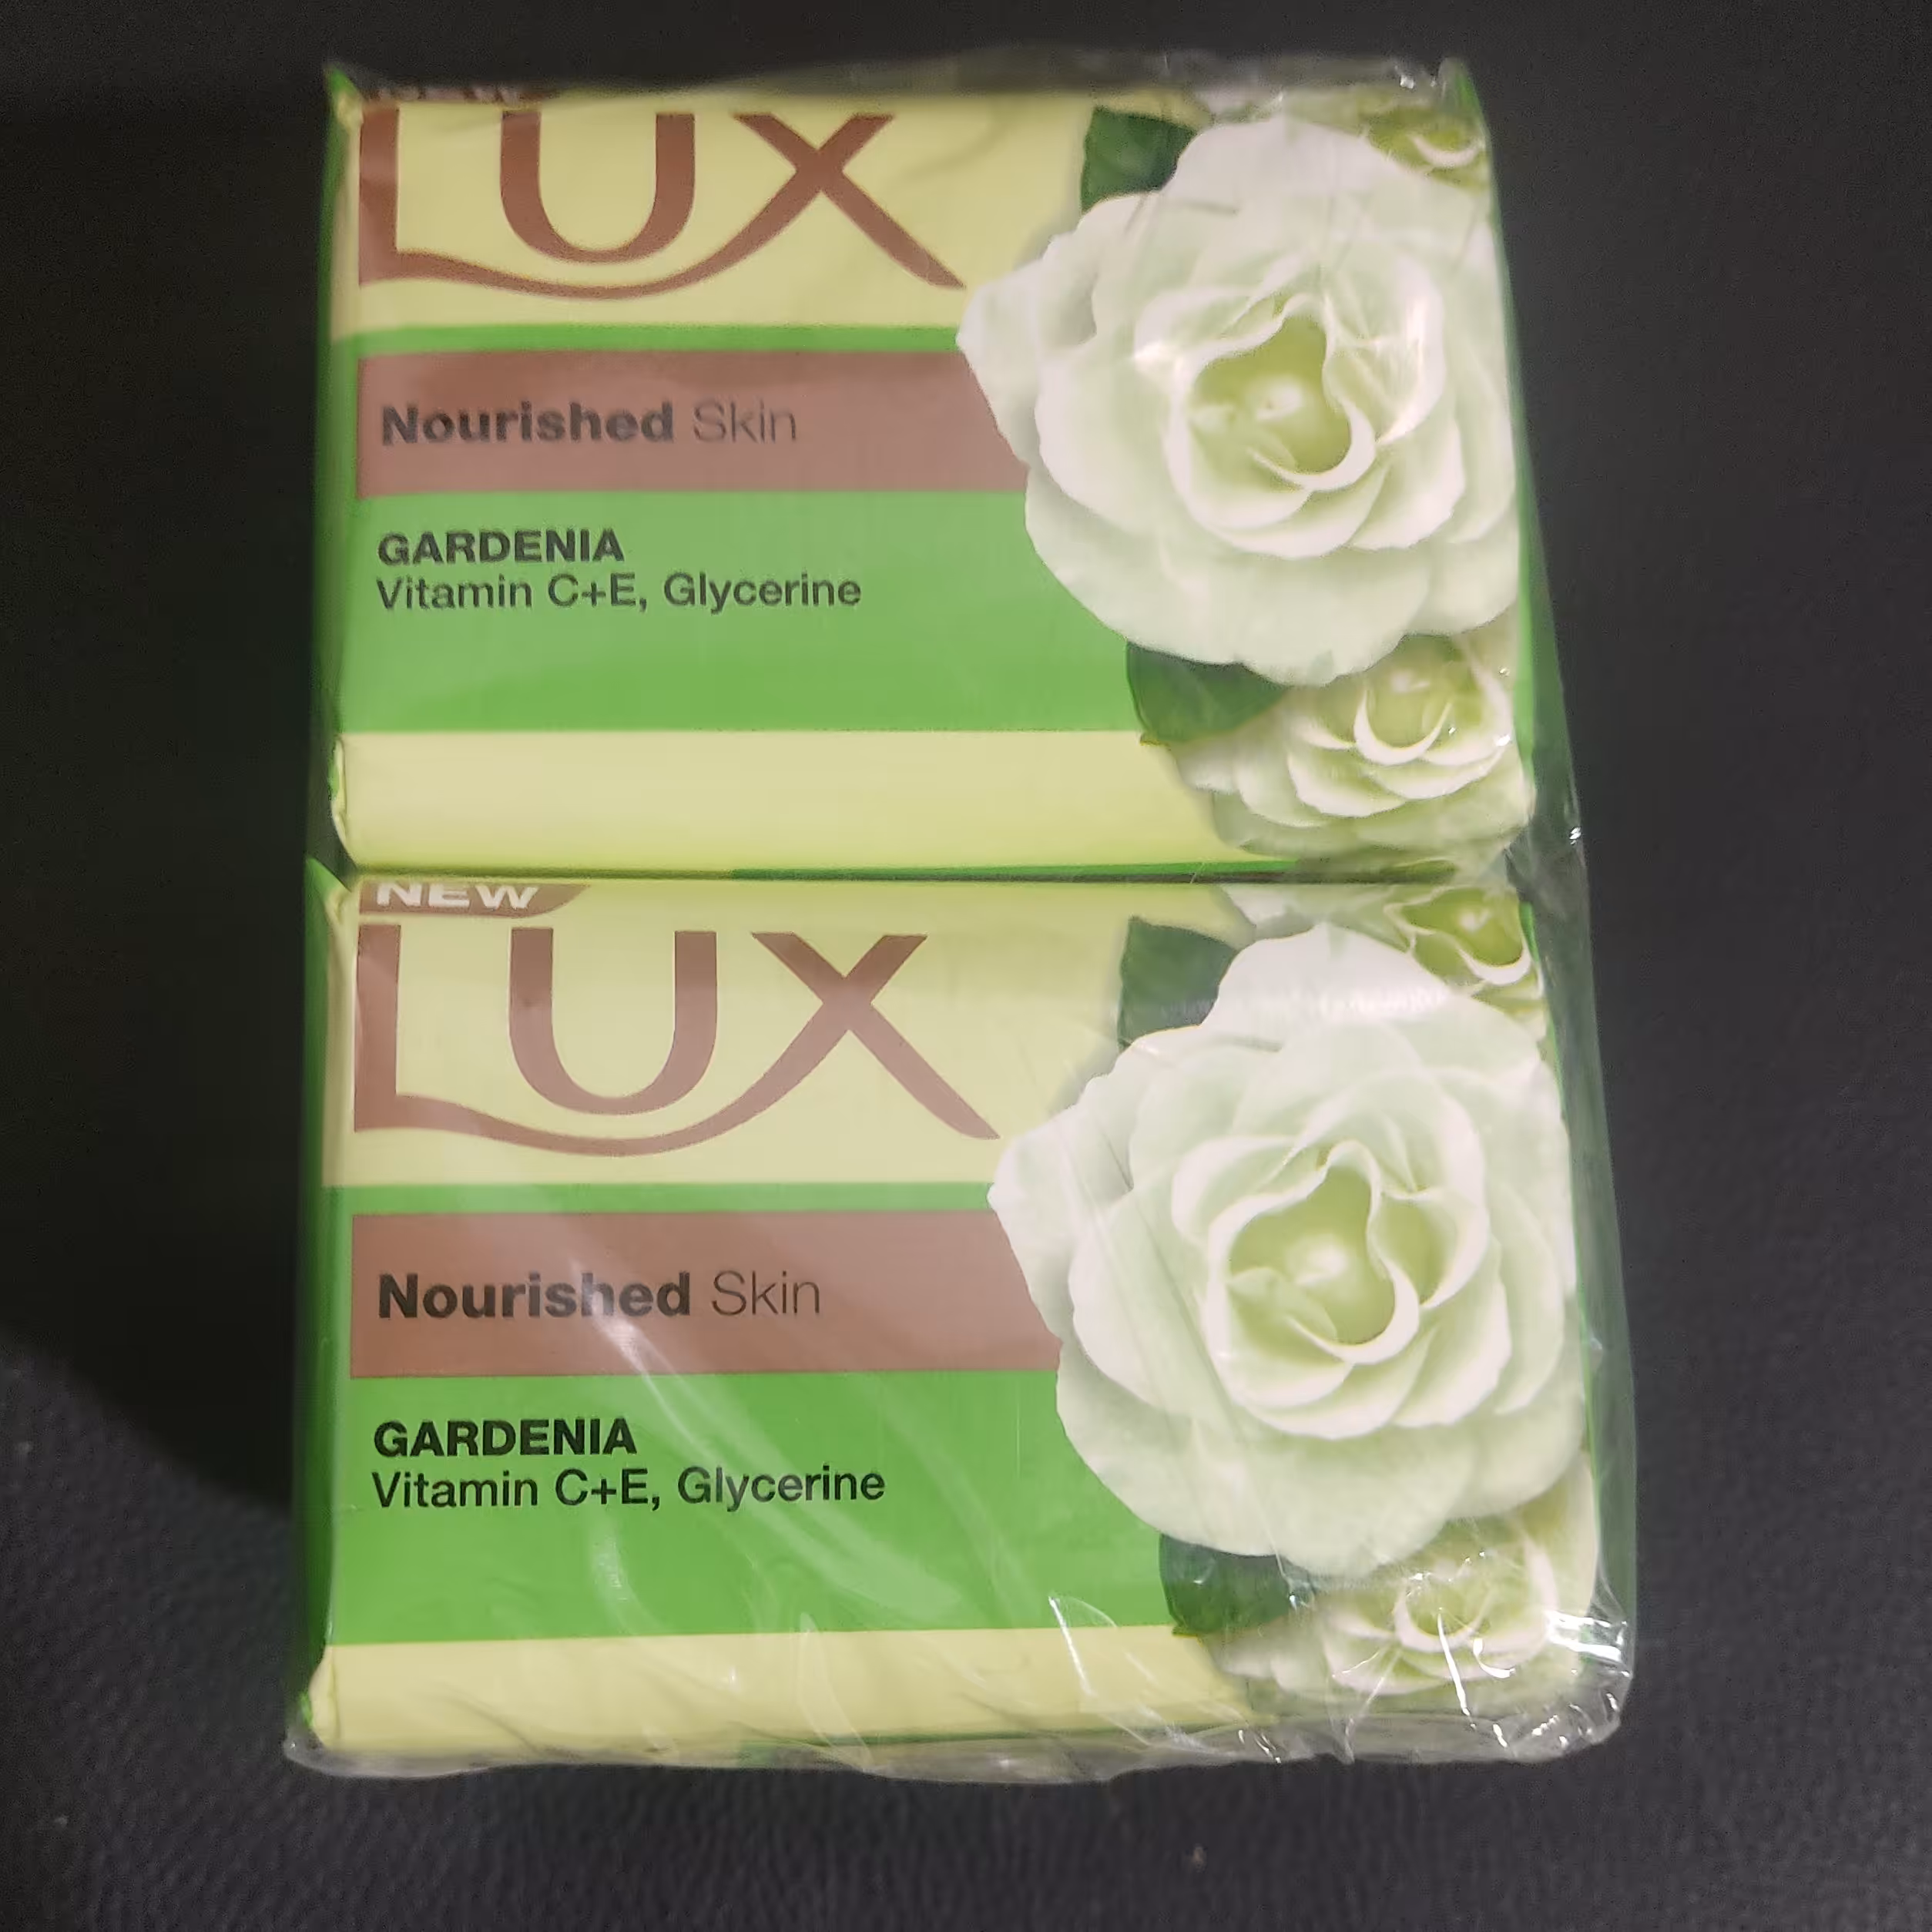 LUX
Nourished Skin
GARDENIA
Vitamin C+E, Glycerine
NEW
LUX
Nourished Skin
GARDENIA
Vitamin C+E, Glycerine